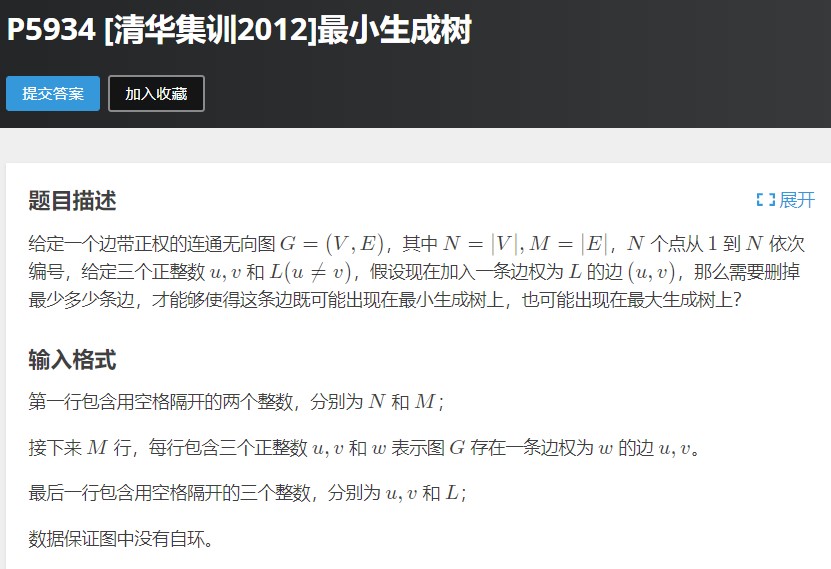 P5934 [清华集训2012]最小生成树
提交答案 加入收藏
题目描述 展开
给定一个边带正权的连通无向图 G = (V, E)，其中 N = |V|, M = |E|，N 个点从 1 到 N 依次
编号，给定三个正整数 u, v 和 L(u ≠ v)，假设现在加入一条边权为 L 的边 (u, v)，那么需要删掉
最少多少条边，才能够使得这条边既可能出现在最小生成树上，也可能出现在最大生成树上？
输入格式
第一行包含用空格隔开的两个整数，分别为 N 和 M；
接下来 M 行，每行包含三个正整数 u, v 和 w 表示图 G 存在一条边权为 w 的边 u, v。
最后一行包含用空格隔开的三个整数，分别为 u, v 和 L；
数据保证图中没有自环。